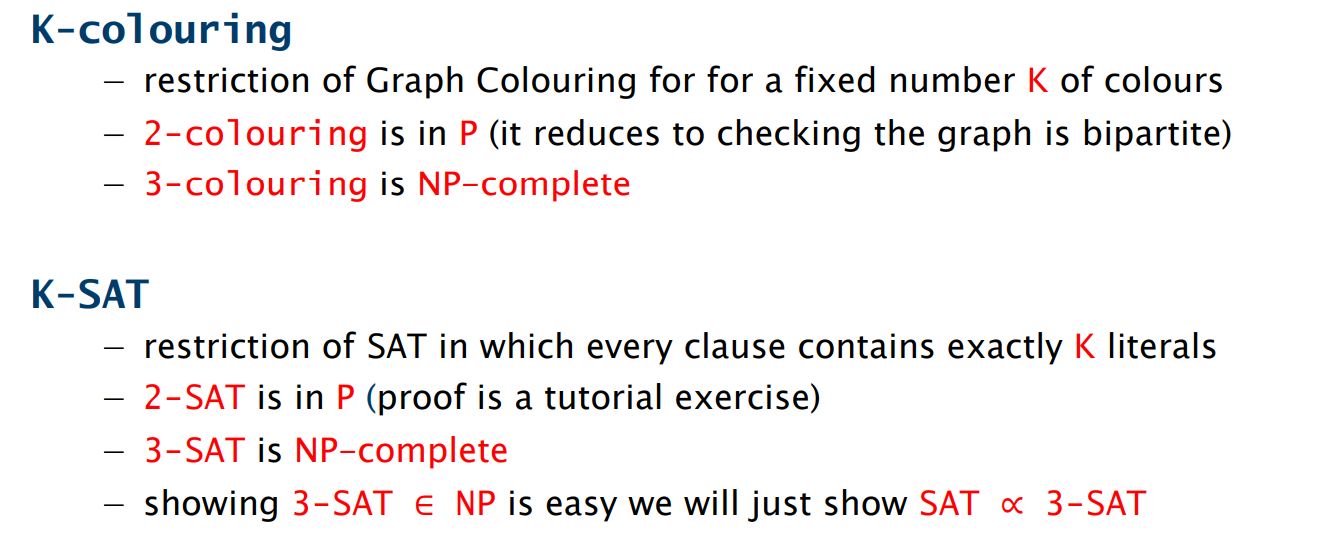 K-colouring
– restriction of Graph Colouring for for a fixed number K of colours
– 2-colouring is in P (it reduces to checking the graph is bipartite)
– 3-colouring is NP-complete
K-SAT
– restriction of SAT in which every clause contains exactly K literals
– 2-SAT is in P (proof is a tutorial exercise)
– 3-SAT is NP-complete
– showing 3-SAT ∈ NP is easy we will just show SAT ∝ 3-SAT